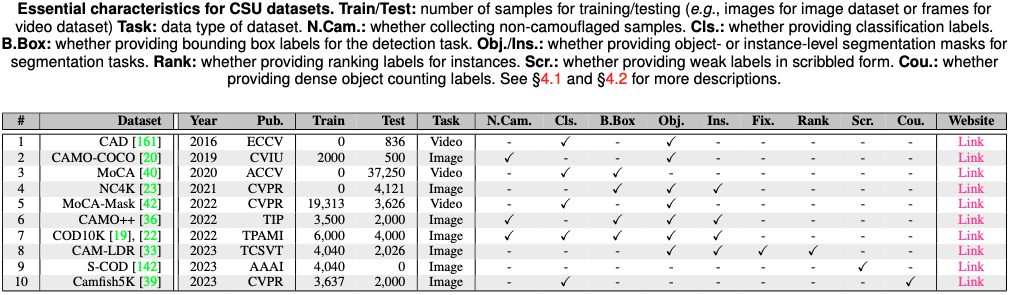 Essential characteristics for CSU datasets. Train/Test: number of samples for training/testing (e.g., images for image dataset or frames for
video dataset) Task: data type of dataset. N.Cam.: whether collecting non-camouflaged samples. Cls.: whether providing classification labels.
B.Box: whether providing bounding box labels for the detection task. Obj./Ins.: whether providing object- or instance-level segmentation masks for
segmentation tasks. Rank: whether providing ranking labels for instances. Scr.: whether providing weak labels in scribbled form. Cou.: whether
providing dense object counting labels. See §4.1 and §4.2 for more descriptions.
# Dataset Year Pub. Train Test Task N.Cam. Cls. B.Box Obj. Ins. Fix. Rank Scr. Cou. Website
1 CAD [161] 2016 ECCV 0 836 Video - ✓ - ✓ - - - - - Link
2 CAMO-COCO [20] 2019 CVIU 2000 500 Image ✓ - - ✓ - - - - - Link
3 MoCA [40] 2020 ACCV 0 37,250 Video - ✓ ✓ - - - - - - Link
4 NC4K [23] 2021 CVPR 0 4,121 Image - - ✓ ✓ ✓ - - - - Link
5 MoCA-Mask [42] 2022 CVPR 19,313 3,626 Video - ✓ - ✓ - - - - - Link
6 CAMO++ [36] 2022 TIP 3,500 2,000 Image ✓ - ✓ ✓ ✓ - - - - Link
7 COD10K [19], [22] 2022 TPAMI 6,000 4,000 Image ✓ ✓ ✓ ✓ ✓ - - - - Link
8 CAM-LDR [33] 2023 TCSVT 4,040 2,026 Image - - - ✓ ✓ ✓ ✓ - - Link
9 S-COD [142] 2023 AAAI 4,040 0 Image - - - - - - - ✓ - Link
10 Camfish5K [39] 2023 CVPR 3,637 2,000 Image - ✓ - - - - - - ✓ Link